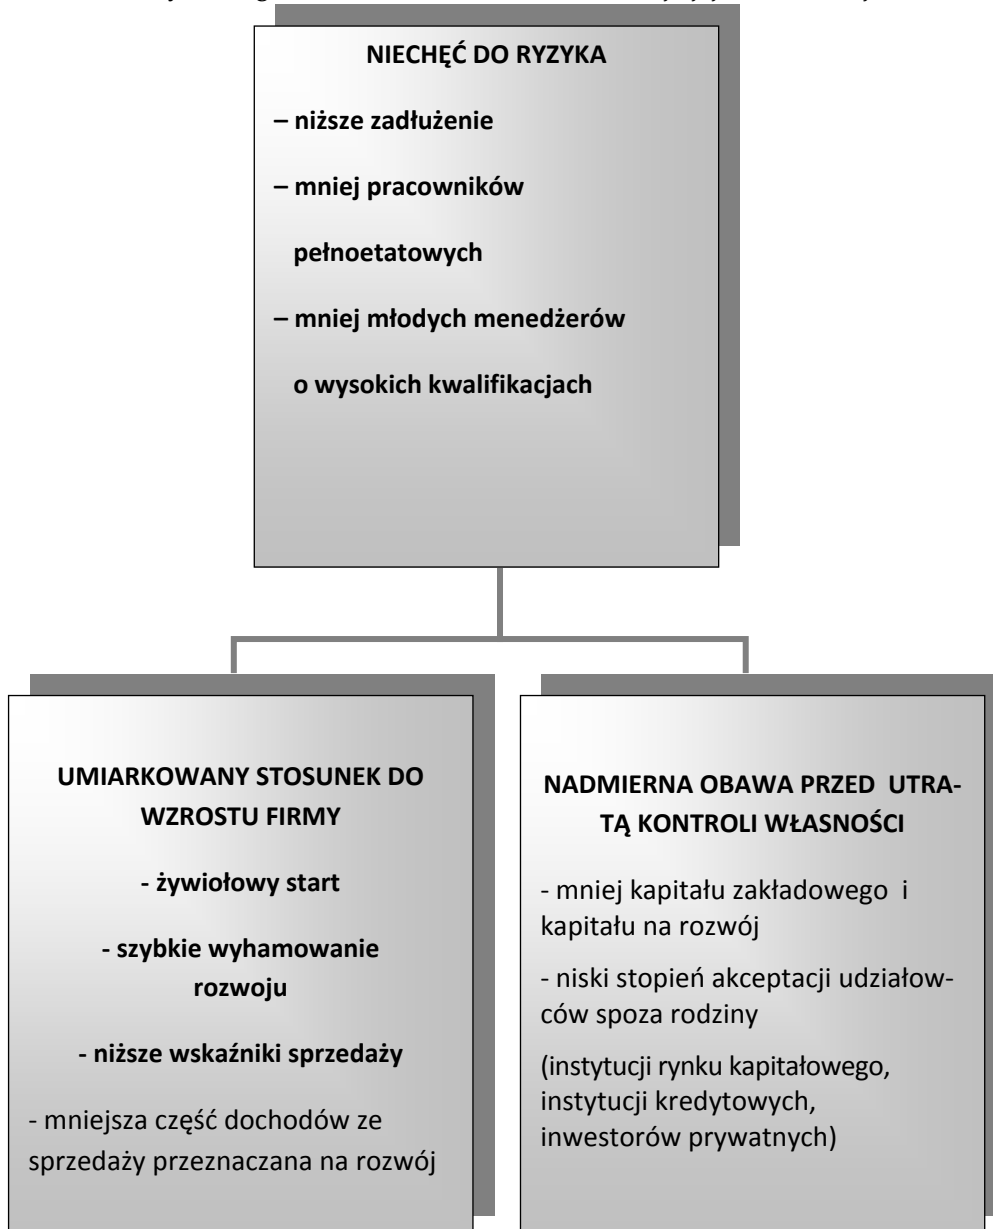 NIECHĘĆ DO RYZYKA
– niższe zadłużenie
– mniej pracowników
pełnoetatowych
– mniej młodych menedżerów
o wysokich kwalifikacjach
UMIARKOWANY STOSUNEK DO
WZROSTU FIRMY
- żywiołowy start
- szybkie wyhamowanie
rozwoju
- niższe wskaźniki sprzedaży
- mniejsza część dochodów ze
sprzedaży przeznaczana na rozwój
NADMIERNA OBAWA PRZED UTRA-
TĄ KONTROLI WŁASNOŚCI
- mniej kapitału zakładowego i
kapitału na rozwój
- niski stopień akceptacji udziałow-
ców spoza rodziny
(instytucji rynku kapitałowego,
instytucji kredytowych,
inwestorów prywatnych)